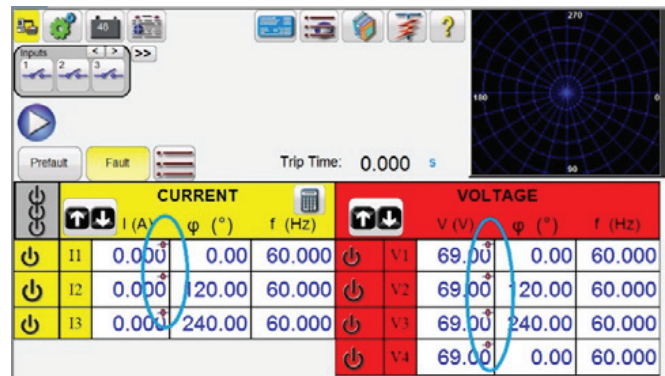 40
?
270
Inputs
< > >>
1 2 3
180 0
Prefault Fault Trip Time: 0.000 s
90
CURRENT VOLTAGE
I (A) φ (°) f (Hz) V (V) φ (°) f (Hz)
I1 0.000 0.00 60.000 V1 69.00 0.00 60.000
I2 0.000 120.00 60.000 V2 69.00 120.00 60.000
I3 0.000 240.00 60.000 V3 69.00 240.00 60.000
V4 69.00 0.00 60.000